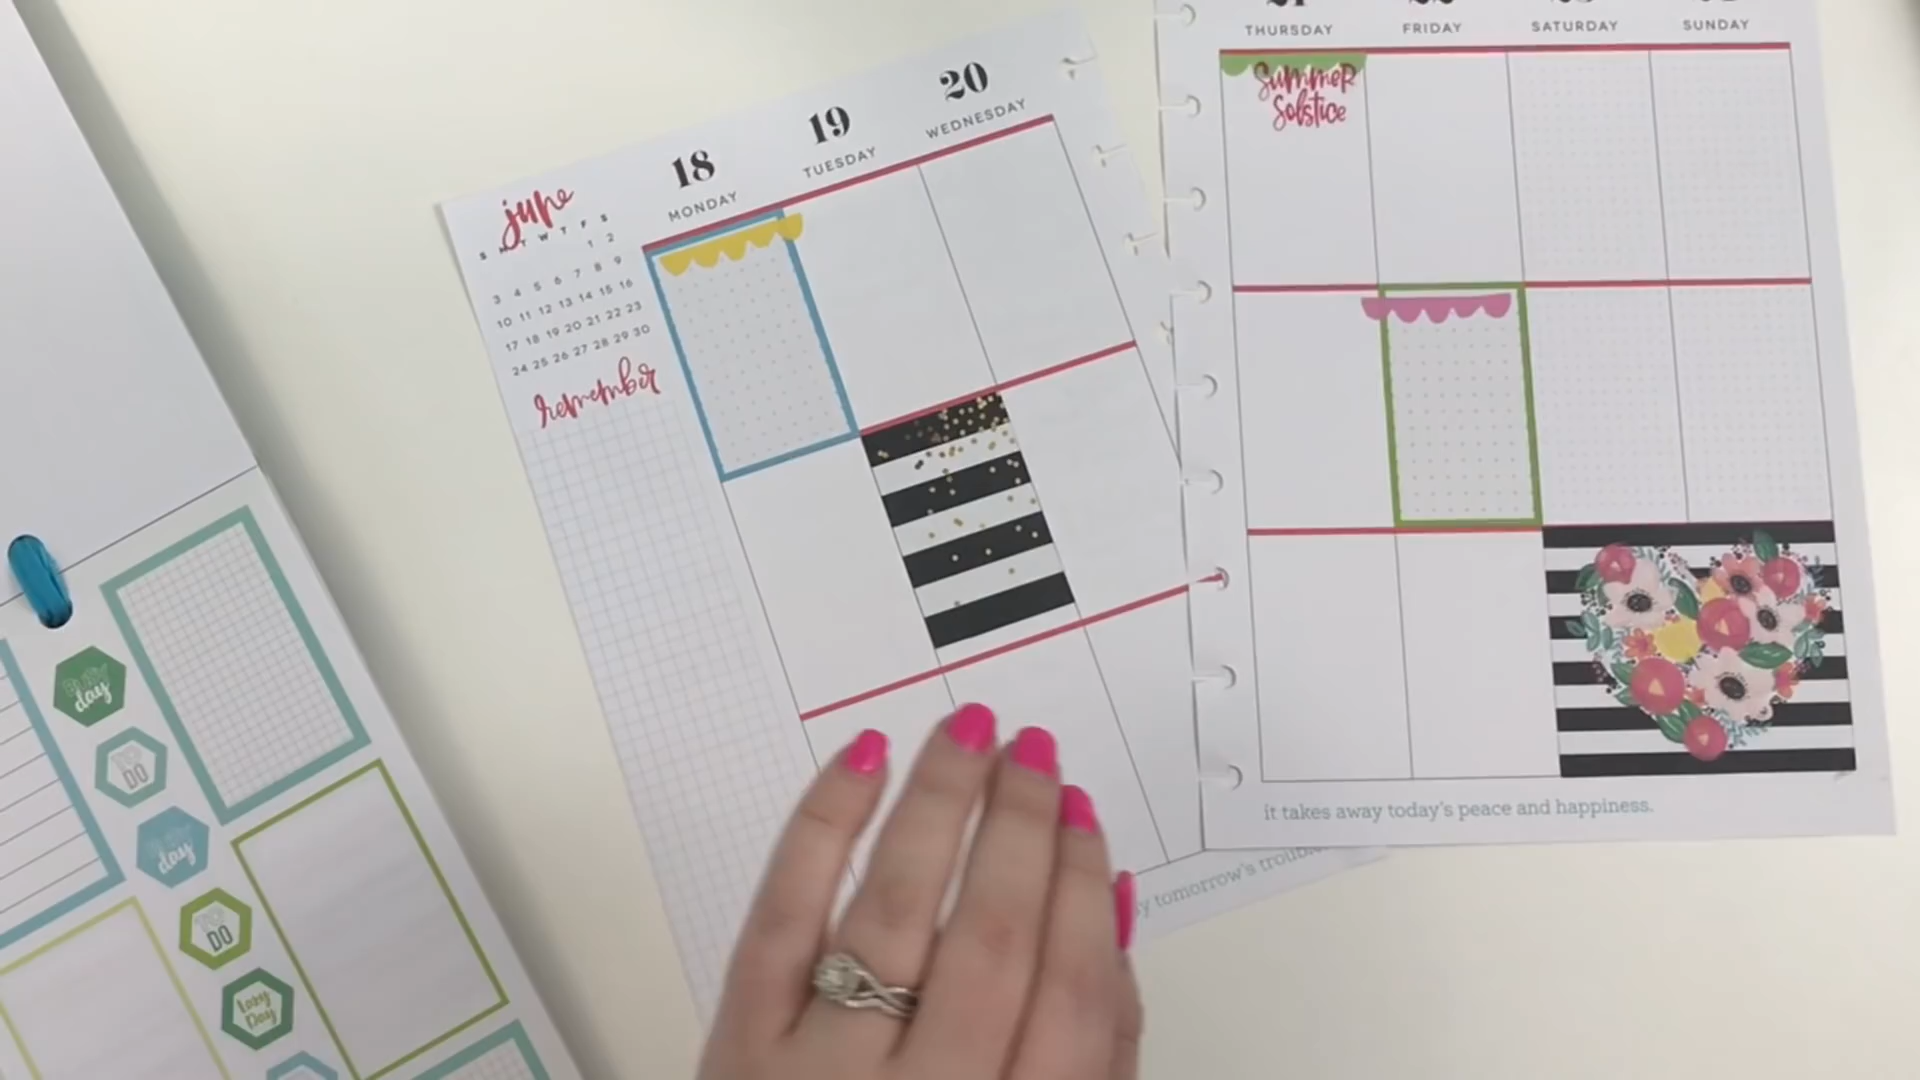 june
S M T W T F S
1 2
3 4 5 6 7 8 9
10 11 12 13 14 15 16
17 18 19 20 21 22 23
24 25 26 27 28 29 30
remember
18
MONDAY
19
TUESDAY
20
WEDNESDAY
THURSDAY
FRIDAY
SATURDAY
SUNDAY
Summer
Solstice
tomorrow's
it takes away today's peace and happiness.
day
DO
day
TO
DO
Lazy
Day